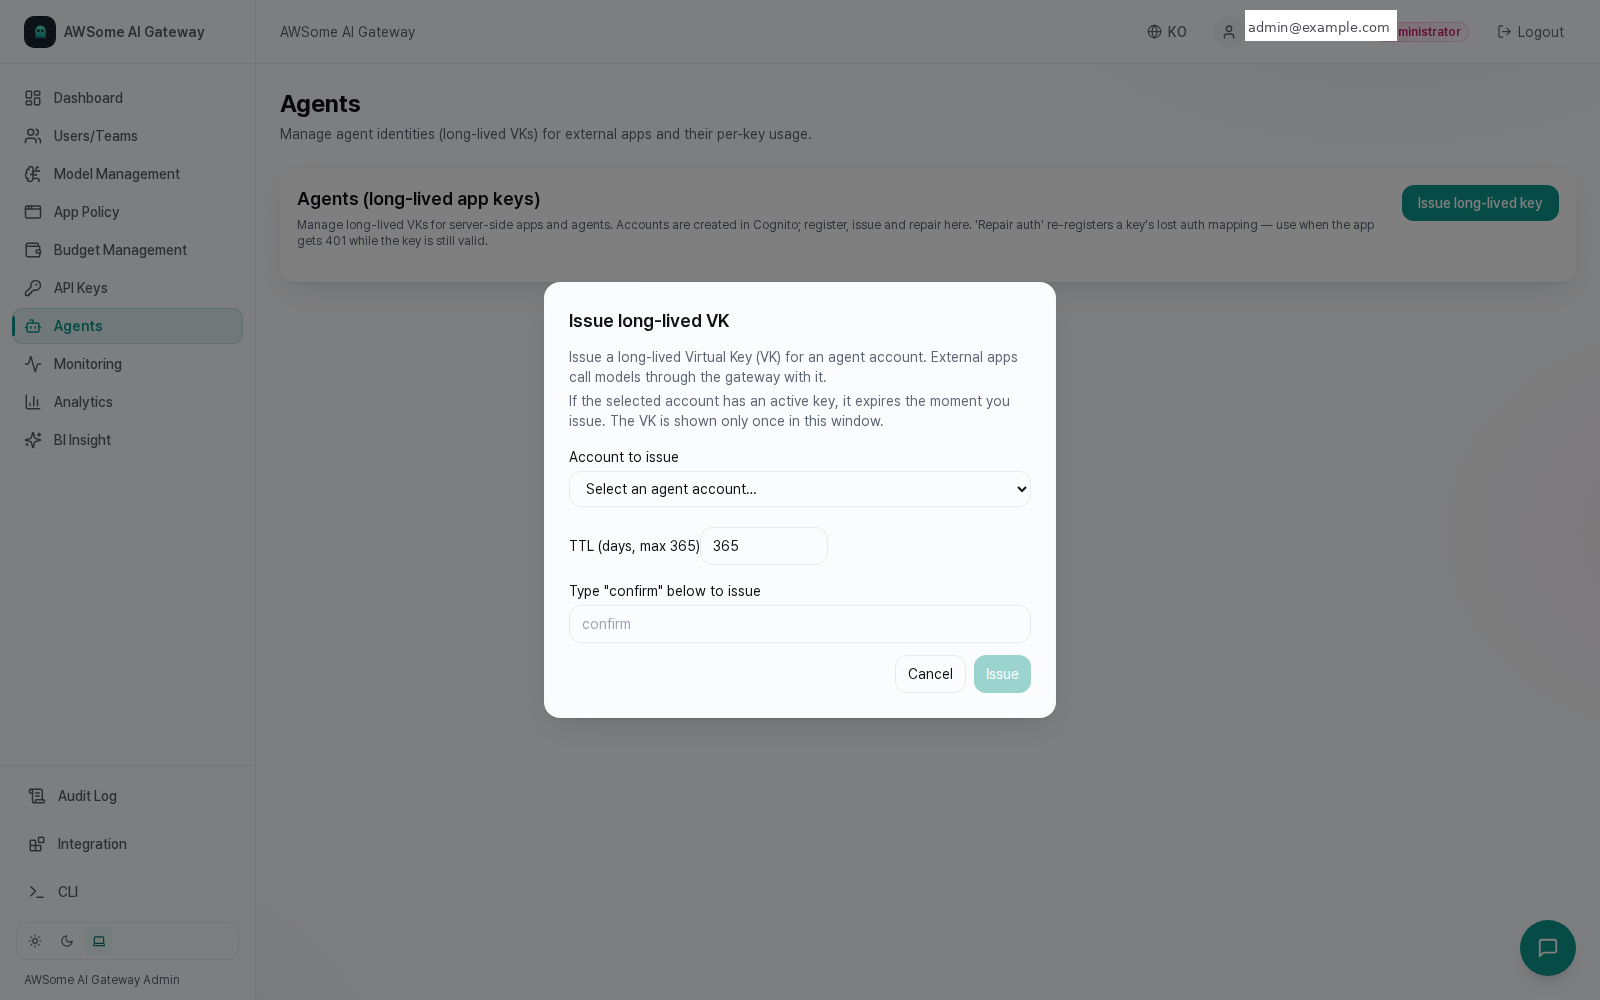 AWSome AI Gateway
AWSome AI Gateway
KO
admin@example.com
ministrator
Logout
Dashboard
Users/Teams
Model Management
App Policy
Budget Management
API Keys
Agents
Monitoring
Analytics
BI Insight
Agents
Manage agent identities (long-lived VKs) for external apps and their per-key usage.
Agents (long-lived app keys)
Manage long-lived VKs for server-side apps and agents. Accounts are created in Cognito; register, issue and repair here. 'Repair auth' re-registers a key's lost auth mapping — use when the app
gets 401 while the key is still valid.
Issue long-lived key
Issue long-lived VK
Issue a long-lived Virtual Key (VK) for an agent account. External apps
call models through the gateway with it.
If the selected account has an active key, it expires the moment you
issue. The VK is shown only once in this window.
Account to issue
Select an agent account...
TTL (days, max 365) 365
Type "confirm" below to issue
confirm
Cancel
Issue
Audit Log
Integration
CLI
AWSome AI Gateway Admin